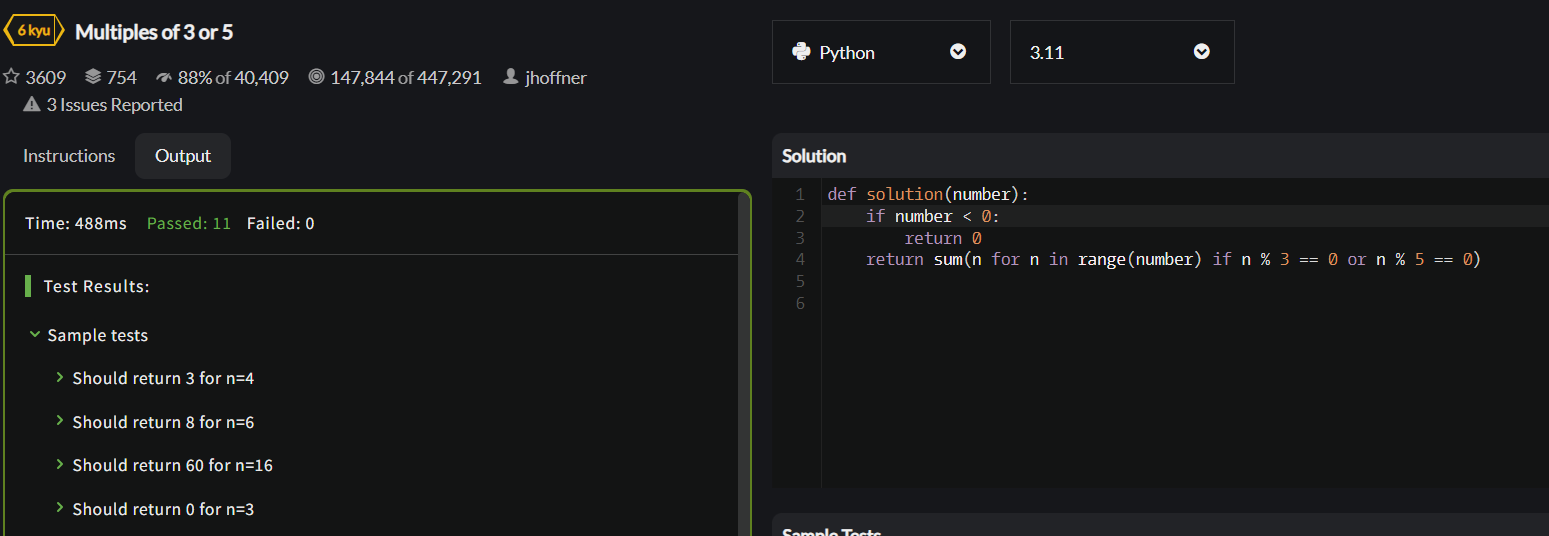 6 kyu Multiples of 3 or 5
3609 754 88% of 40,409 147,844 of 447,291 jhoffner
3 Issues Reported
Instructions Output
Time: 488ms Passed: 11 Failed: 0
Test Results:
Sample tests
Should return 3 for n=4
Should return 8 for n=6
Should return 60 for n=16
Should return 0 for n=3
Python 3.11
Solution
1 def solution(number):
2     if number < 0:
3         return 0
4     return sum(n for n in range(number) if n % 3 == 0 or n % 5 == 0)
5
6
Sample Tests